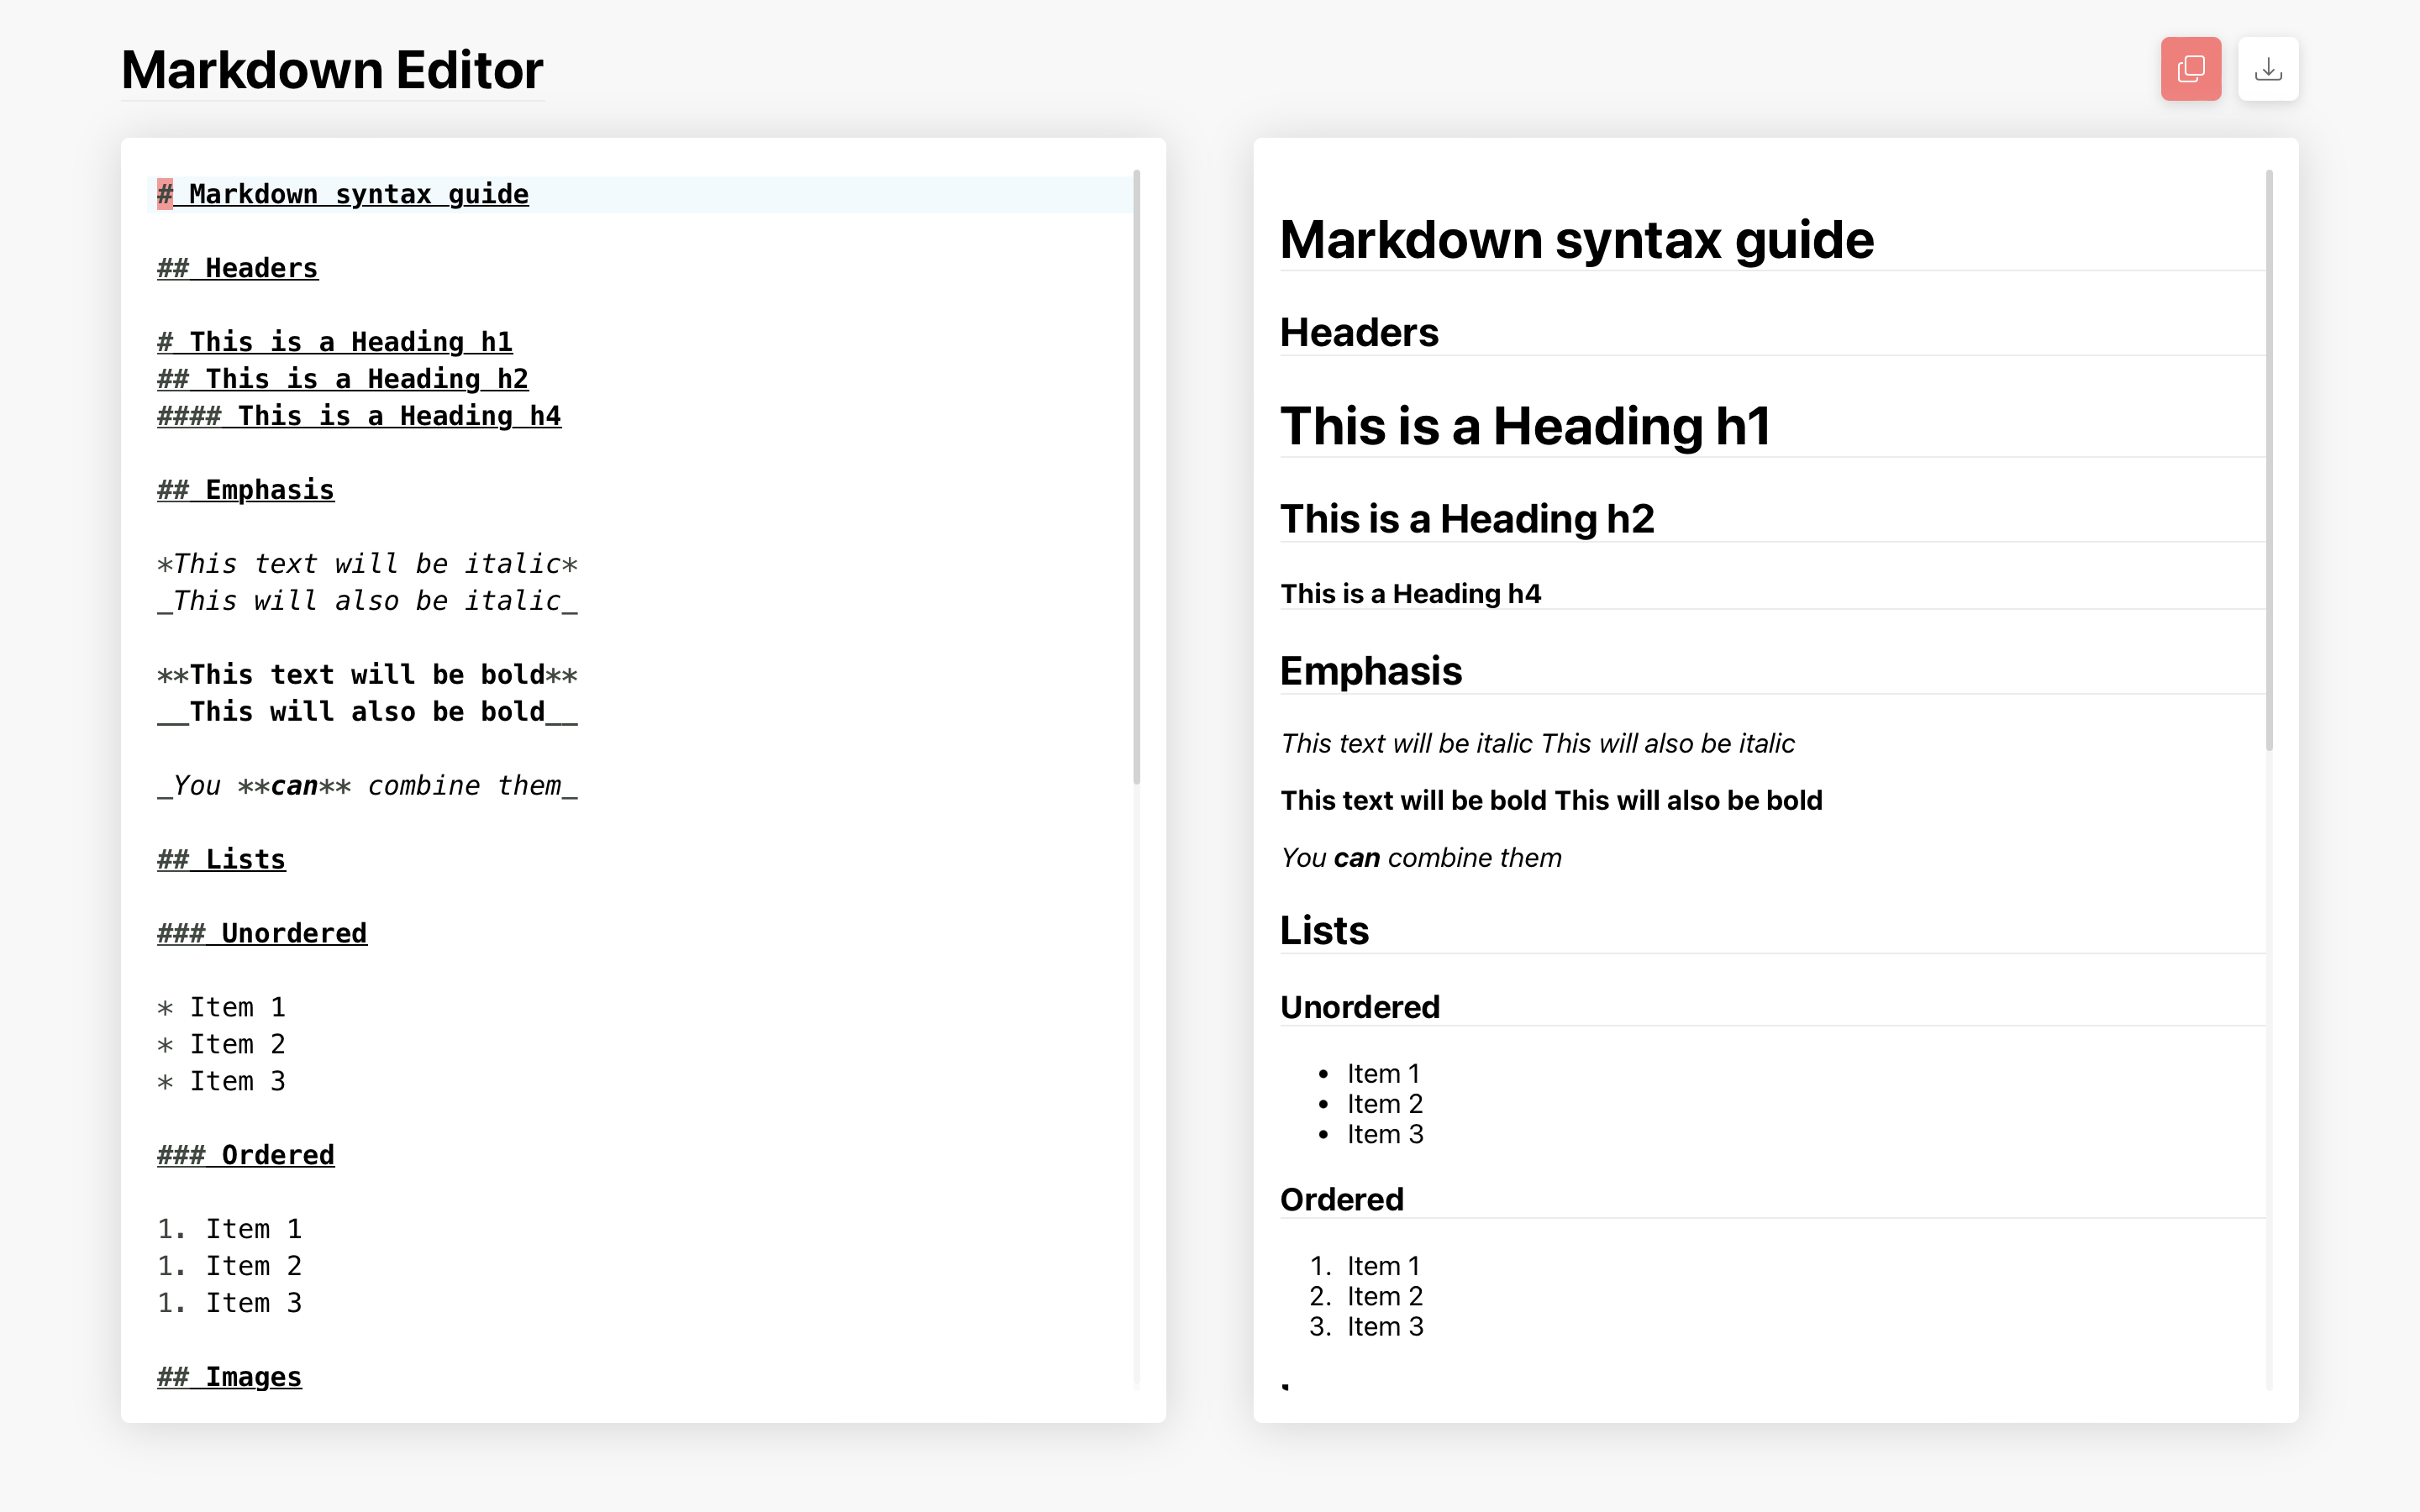 Markdown Editor
# Markdown syntax guide
## Headers
# This is a Heading h1
## This is a Heading h2
#### This is a Heading h4
## Emphasis
*This text will be italic*
_This will also be italic_
**This text will be bold**
__This will also be bold__
_You **can** combine them_
## Lists
### Unordered
* Item 1
* Item 2
* Item 3
### Ordered
1. Item 1
1. Item 2
1. Item 3
## Images
Markdown syntax guide
Headers
This is a Heading h1
This is a Heading h2
This is a Heading h4
Emphasis
This text will be italic This will also be italic
This text will be bold This will also be bold
You can combine them
Lists
Unordered
• Item 1
• Item 2
• Item 3
Ordered
1. Item 1
2. Item 2
3. Item 3